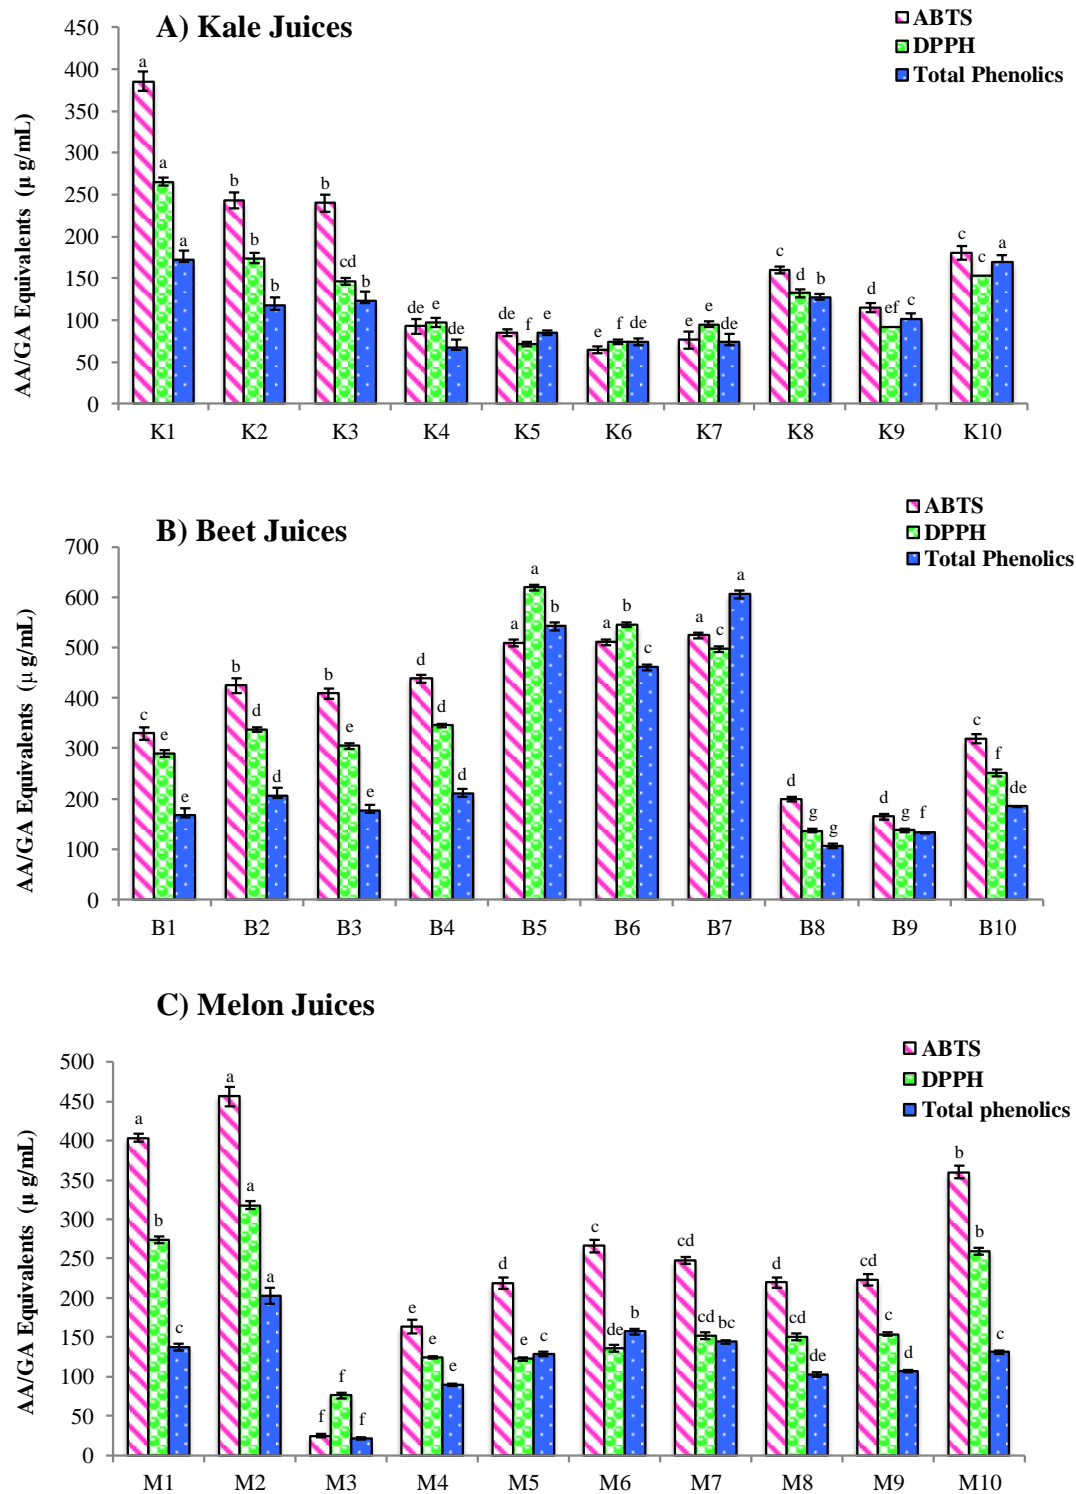 A) Kale Juices
ABTS
DPPH
Total Phenolics
AA/GA Equivalents (µ g/mL)
450
400
350
300
250
200
150
100
50
0
a a a
b b b
b cd b
de e de
de f e
e f de
e e de
c d b
d ef c
c c a
K1 K2 K3 K4 K5 K6 K7 K8 K9 K10
B) Beet Juices
ABTS
DPPH
Total Phenolics
AA/GA Equivalents (µ g/mL)
700
600
500
400
300
200
100
0
c e e
b d d
b e e
d d d
a a b
a b c
a c a
d g g
d g f
c f de
B1 B2 B3 B4 B5 B6 B7 B8 B9 B10
C) Melon Juices
ABTS
DPPH
Total phenolics
AA/GA Equivalents (µ g/mL)
500
450
400
350
300
250
200
150
100
50
0
a b c
a a a
f f f
e e e
d e c
c de b
cd cd bc
d cd de
cd c d
b b c
M1 M2 M3 M4 M5 M6 M7 M8 M9 M10